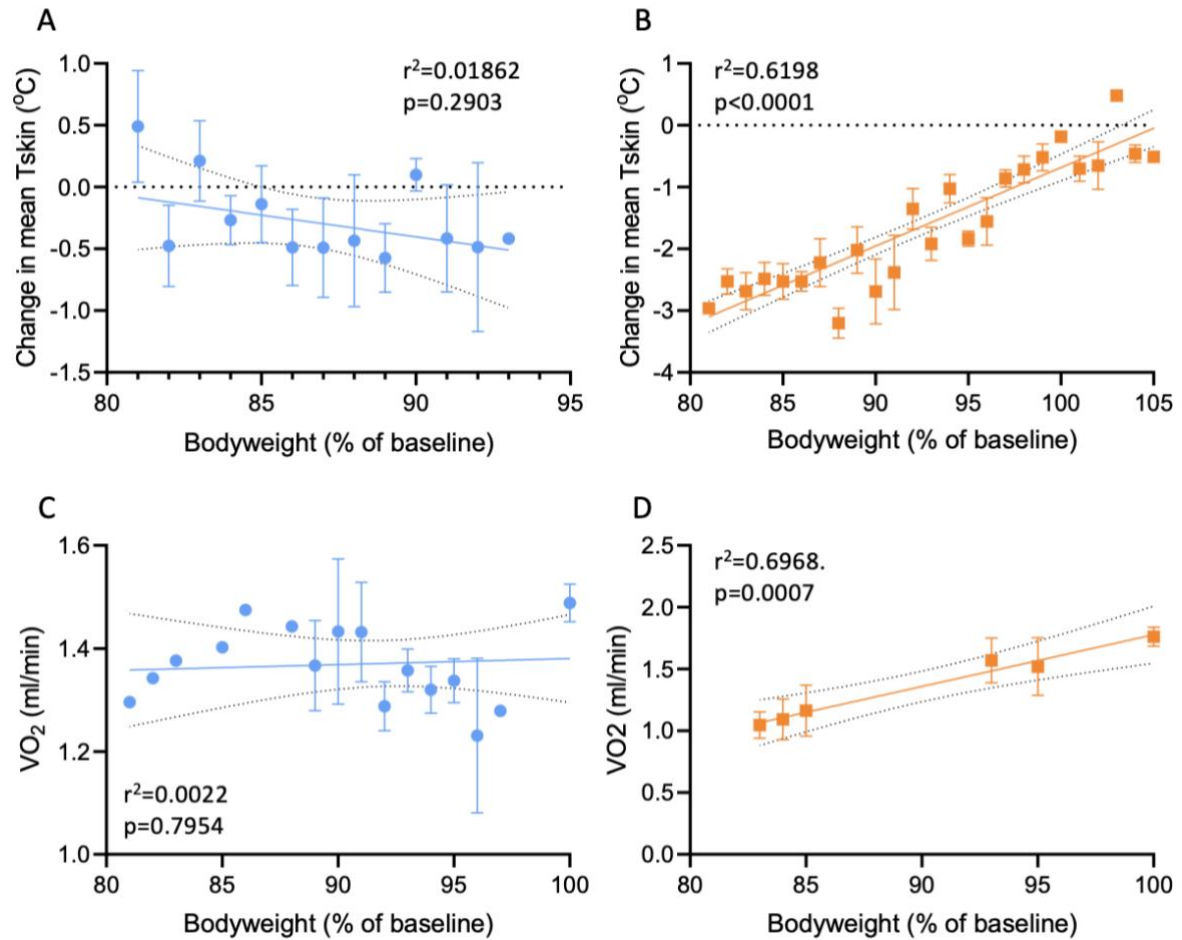 A
B
Change in mean Tskin (°C)
1.0
0.5
0.0
-0.5
-1.0
-1.5
r²=0.01862
p=0.2903
80
85
90
95
Bodyweight (% of baseline)
Change in mean Tskin (°C)
1
0
-1
-2
-3
-4
r²=0.6198
p<0.0001
80
85
90
95
100
105
Bodyweight (% of baseline)
C
D
VO₂ (ml/min)
1.6
1.4
1.2
1.0
r²=0.0022
p=0.7954
80
85
90
95
100
Bodyweight (% of baseline)
VO2 (ml/min)
2.5
2.0
1.5
1.0
0.5
0.0
r²=0.6968.
p=0.0007
80
85
90
95
100
Bodyweight (% of baseline)